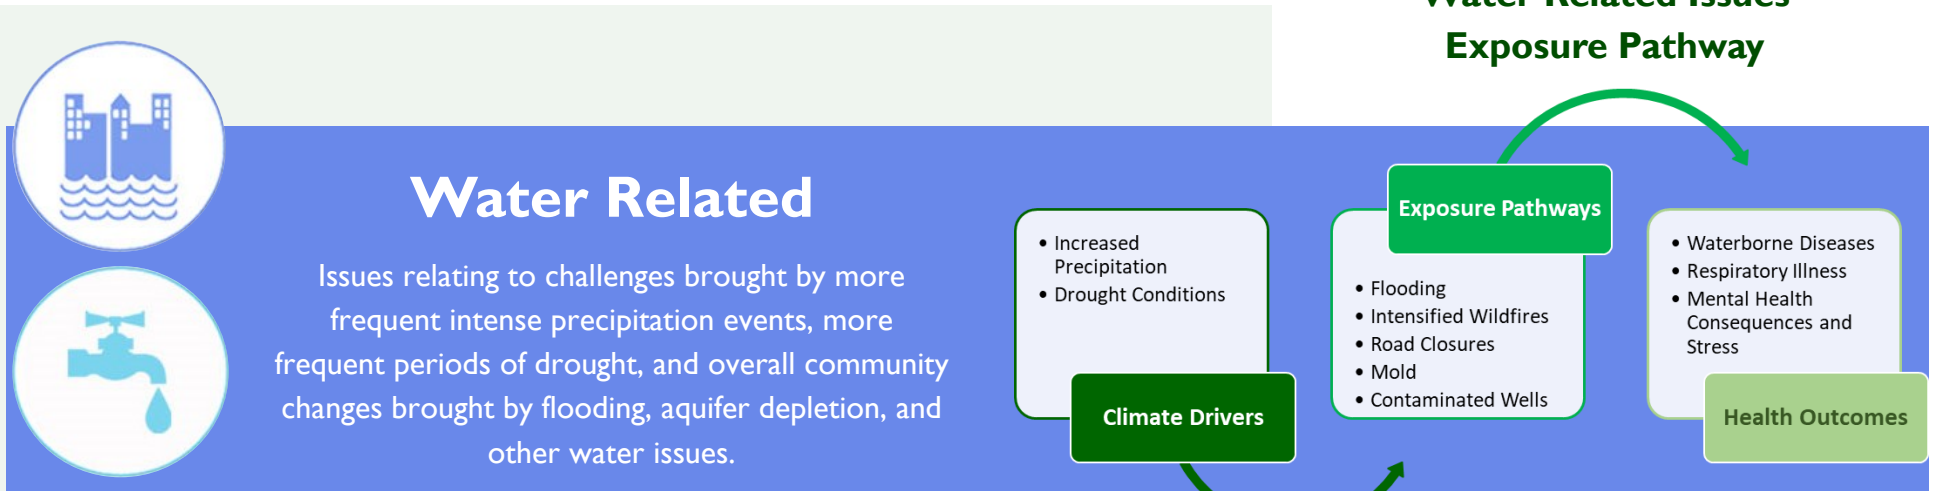 Water Related Issues
Exposure Pathway
Water Related
Issues relating to challenges brought by more
frequent intense precipitation events, more
frequent periods of drought, and overall community
changes brought by flooding, aquifer depletion, and
other water issues.
• Increased
Precipitation
• Drought Conditions
Climate Drivers
Exposure Pathways
• Flooding
• Intensified Wildfires
• Road Closures
• Mold
• Contaminated Wells
• Waterborne Diseases
• Respiratory Illness
• Mental Health
Consequences and
Stress
Health Outcomes